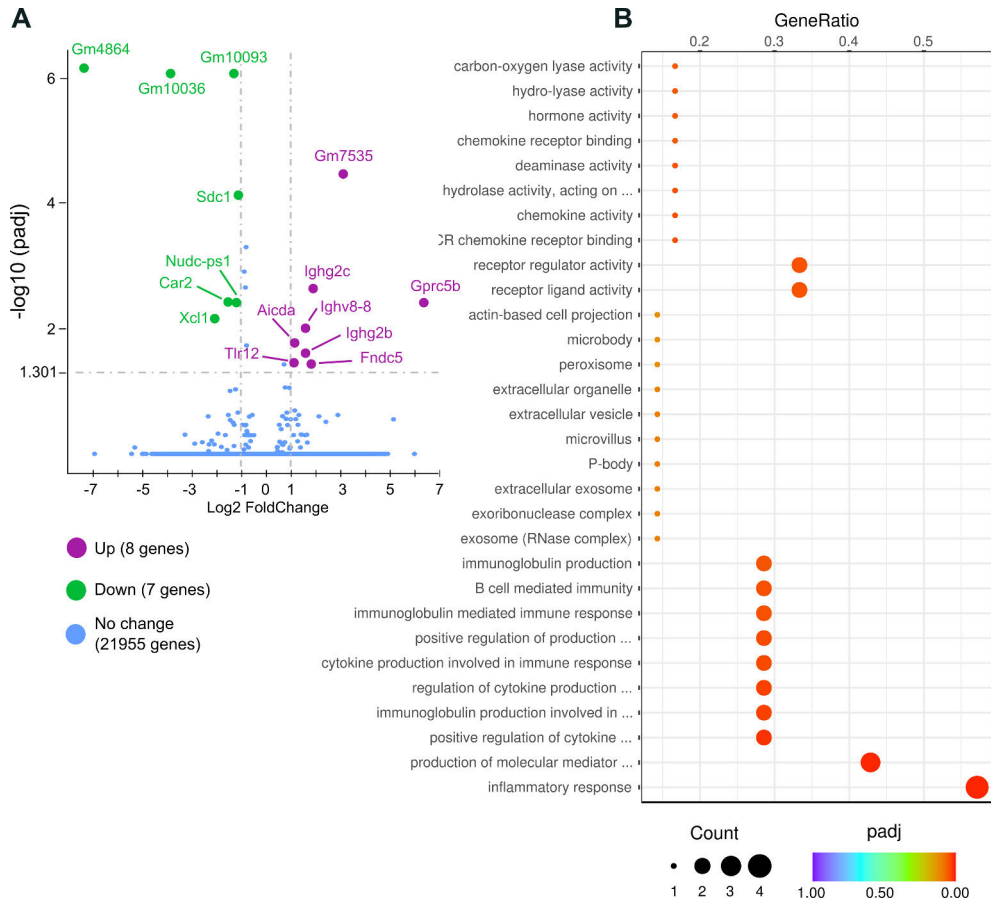 A
Gm4864
Gm10093
Gm10036
Gm7535
Sdc1
Nudc-ps1
Car2
Xcl1
Ighg2c
Gprc5b
Aicda
Ighv8-8
Ighg2b
Tlr12
Fndc5
-log10 (padj)
6
4
2
1.301
-7 -5 -3 -1 0 1 3 5 7
Log2 FoldChange
Up (8 genes)
Down (7 genes)
No change
(21955 genes)
B
GeneRatio
0.2 0.3 0.4 0.5
carbon-oxygen lyase activity
hydro-lyase activity
hormone activity
chemokine receptor binding
deaminase activity
hydrolase activity, acting on ...
chemokine activity
CR chemokine receptor binding
receptor regulator activity
receptor ligand activity
actin-based cell projection
microbody
peroxisome
extracellular organelle
extracellular vesicle
microvillus
P-body
extracellular exosome
exoribonuclease complex
exosome (RNase complex)
immunoglobulin production
B cell mediated immunity
immunoglobulin mediated immune response
positive regulation of production ...
cytokine production involved in immune response
regulation of cytokine production ...
immunoglobulin production involved in ...
positive regulation of cytokine ...
production of molecular mediator ...
inflammatory response
Count
1 2 3 4
padj
1.00 0.50 0.00